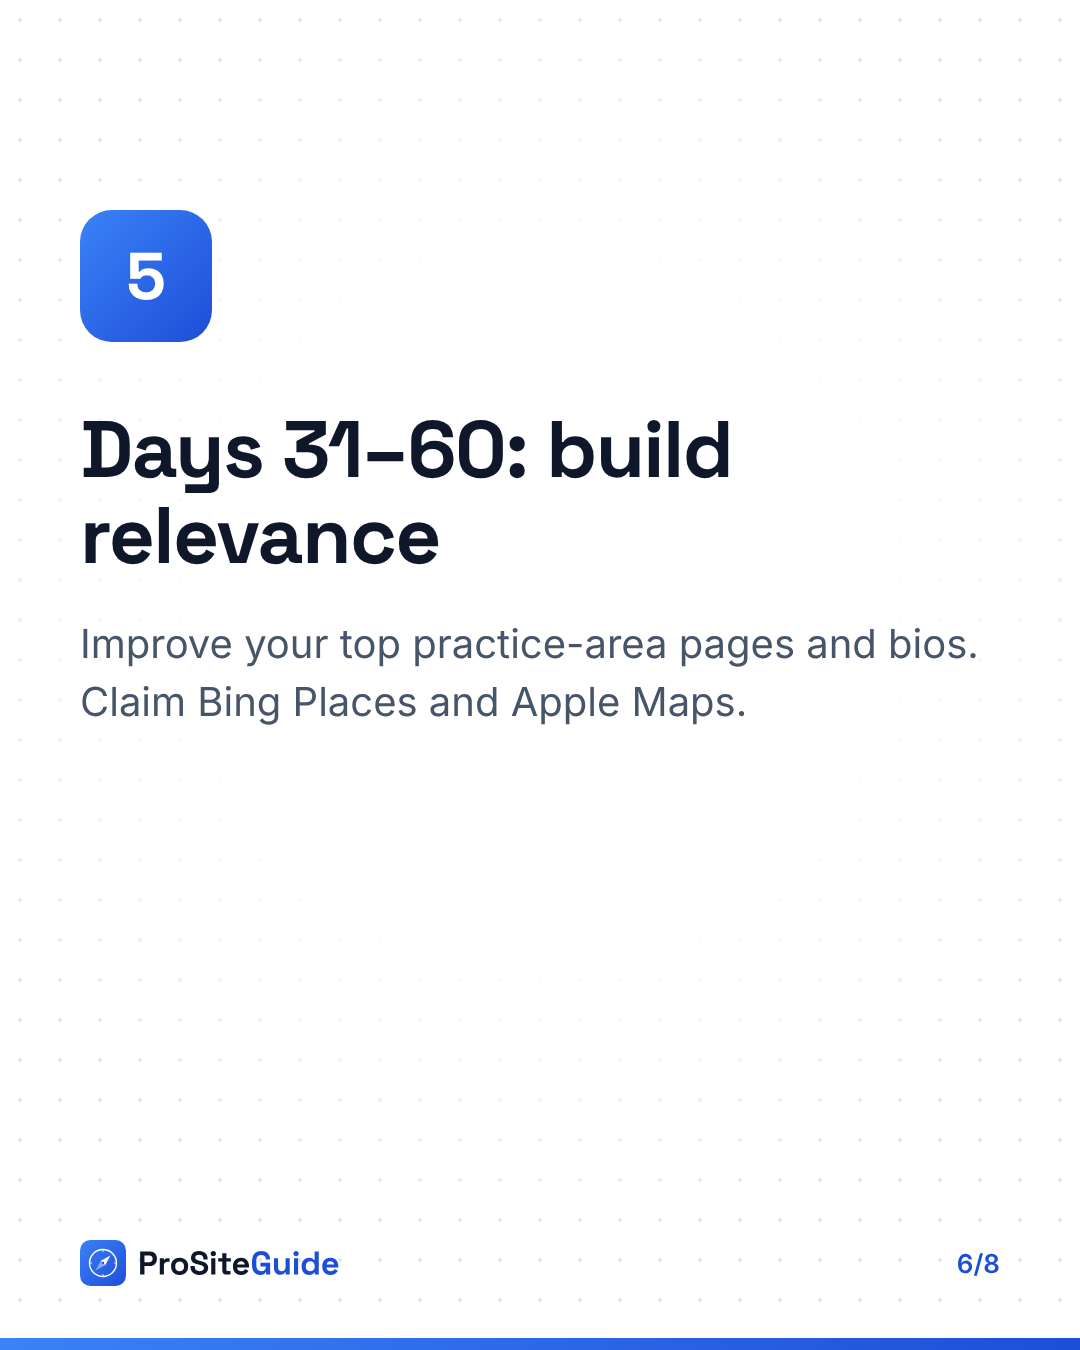 5
Days 31–60: build
relevance
Improve your top practice-area pages and bios.
Claim Bing Places and Apple Maps.
ProSiteGuide
6/8